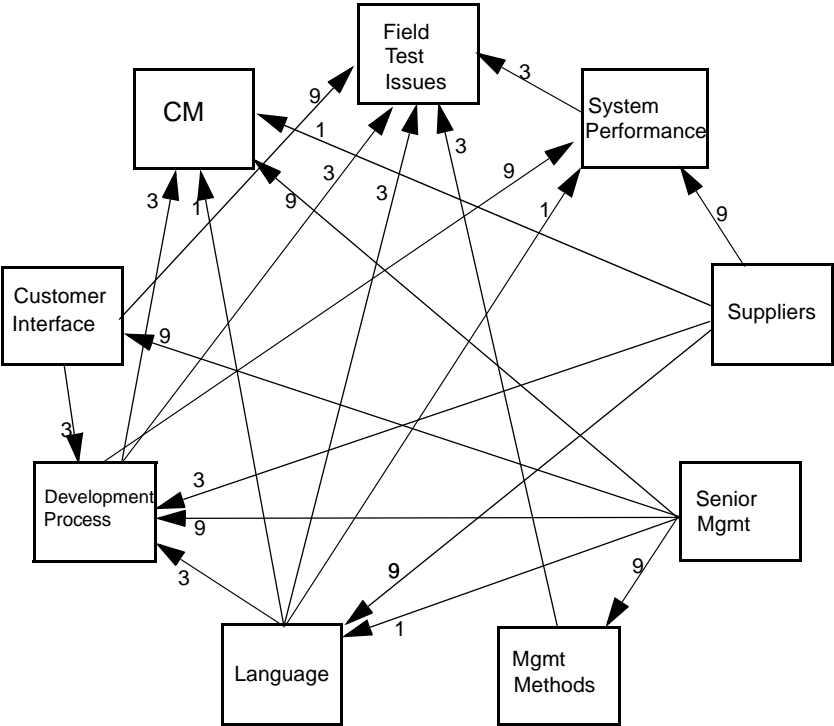 Field
Test
Issues
3
CM
9
System
Performance
1
3
3
9
3
3
1
9
1
9
Customer
Interface
Suppliers
9
3
3
Development
Process
9
Senior
Mgmt
3
9
9
1
Language
Mgmt
Methods